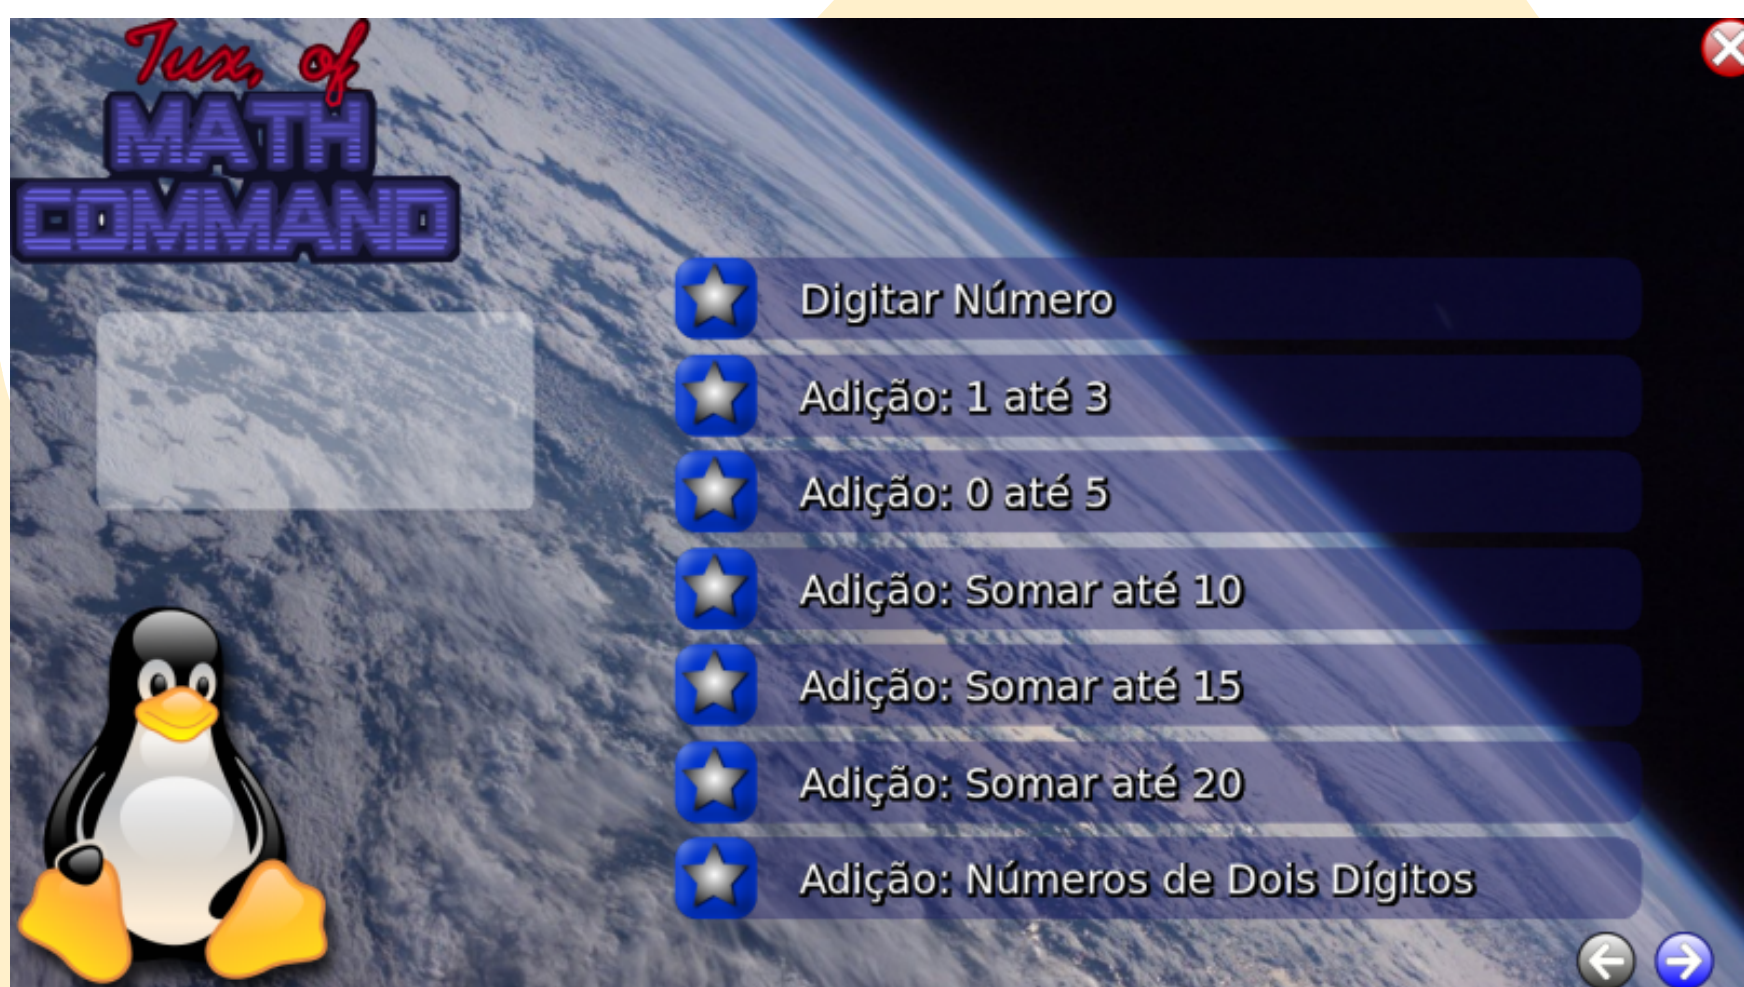 Tux, of
MATH
COMMAND
Digitar Número
Adição: 1 até 3
Adição: 0 até 5
Adição: Somar até 10
Adição: Somar até 15
Adição: Somar até 20
Adição: Números de Dois Dígitos